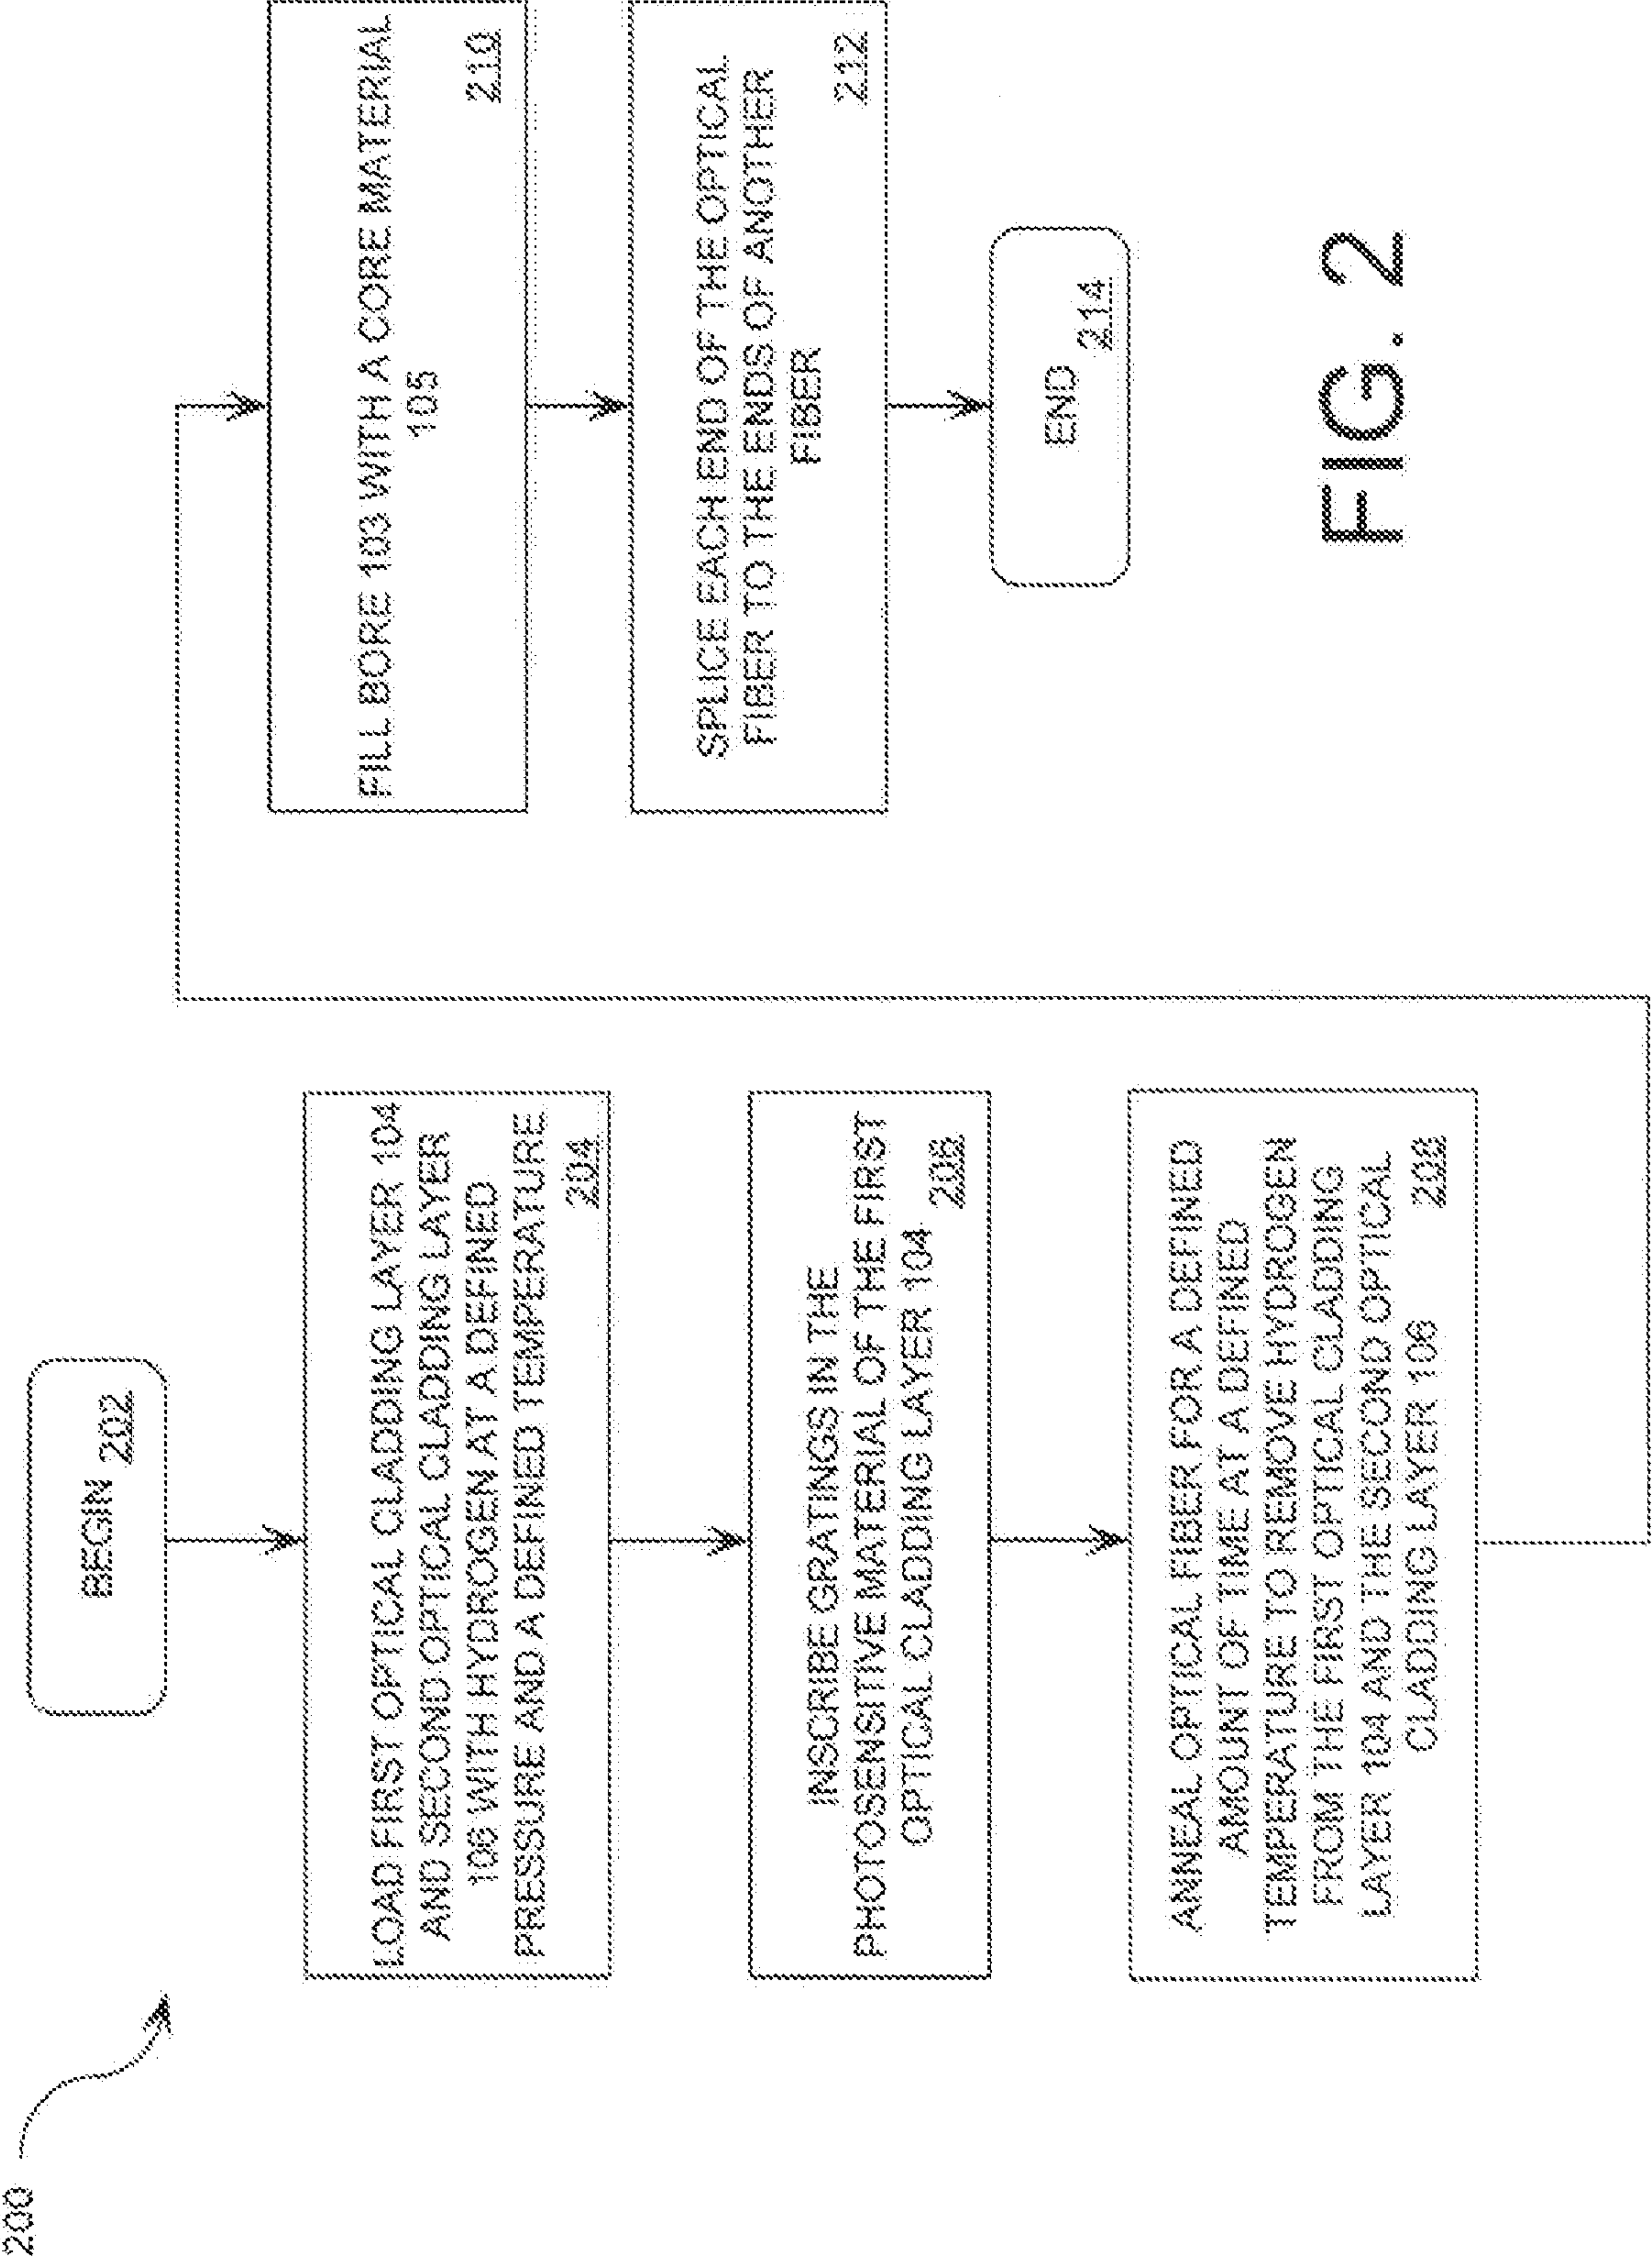 200
BEGIN
202
LOAD FIRST OPTICAL CLADDING LAYER 104
AND SECOND OPTICAL CLADDING LAYER
106 WITH HYDROGEN AT A DEFINED
PRESSURE AND A DEFINED TEMPERATURE
204
INSCRIBE GRATINGS IN THE
PHOTOSENSITIVE MATERIAL OF THE FIRST
OPTICAL CLADDING LAYER 104
206
ANNEAL OPTICAL FIBER FOR A DEFINED
AMOUNT OF TIME AT A DEFINED
TEMPERATURE TO REMOVE HYDROGEN
FROM THE FIRST OPTICAL CLADDING
LAYER 104 AND THE SECOND OPTICAL
CLADDING LAYER 106
208
FILL BORE 103 WITH A CORE MATERIAL
105
210
SPLICE EACH END OF THE OPTICAL
FIBER TO THE ENDS OF ANOTHER
FIBER
212
END
214
FIG. 2